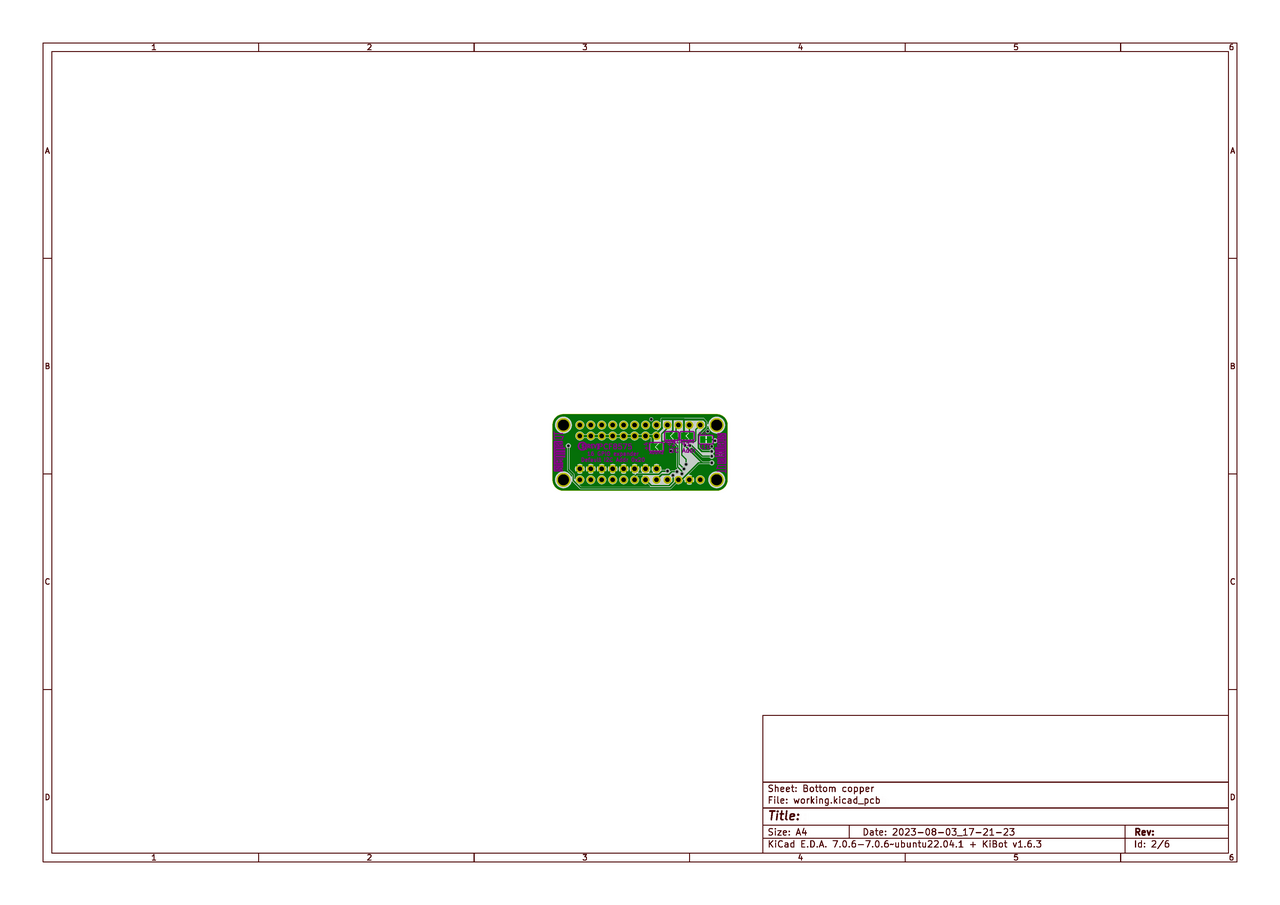 1 2 3 4 5 6
A A
B B
C C
D D
Sheet: Bottom copper
File: working.kicad_pcb
Title:
Size: A4 Date: 2023-08-03_17-21-23 Rev:
KiCad E.D.A. 7.0.6-7.0.6~ubuntu22.04.1 + KiBot v1.6.3 Id: 2/6
1 2 3 4 5 6